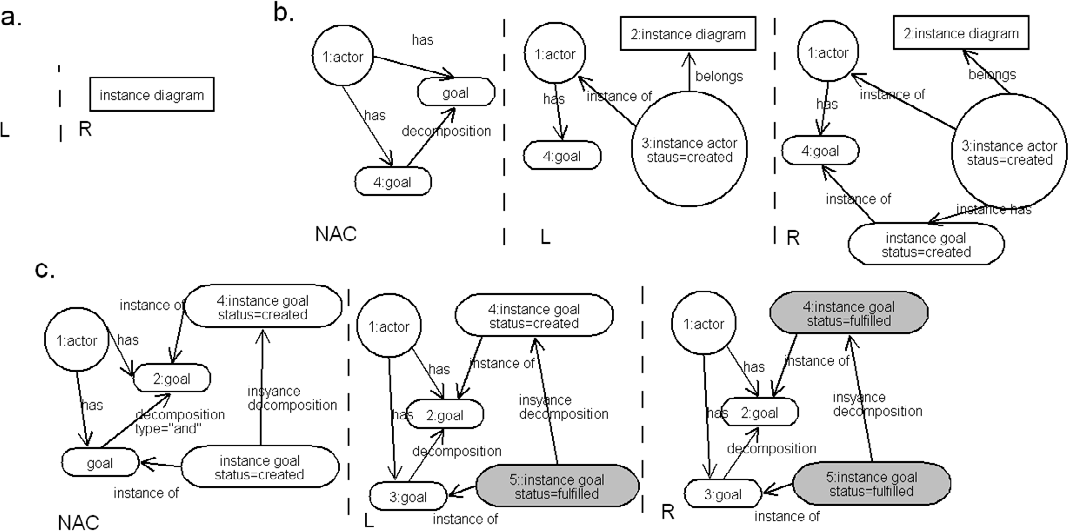 a.
L
R
instance diagram
b.
1:actor
has
goal
has
decomposition
4:goal
NAC
1:actor
2:instance diagram
belongs
has
instance of
4:goal
3:instance actor
staus=created
L
1:actor
2:instance diagram
belongs
has
instance of
4:goal
3:instance actor
staus=created
instance of
instance has
instance goal
status=created
R
c.
1:actor
instance of
4:instance goal
status=created
has
2:goal
has
decomposition
type="and"
insyance
decomposition
goal
instance goal
status=created
instance of
NAC
1:actor
4:instance goal
status=created
has
instance of
has
2:goal
insyance
decomposition
decomposition
3:goal
5::instance goal
status=fulfilled
instance of
L
1:actor
4:instance goal
status=fulfilled
has
instance of
has
2:goal
insyance
decomposition
decomposition
3:goal
5:instance goal
status=fulfilled
instance of
R